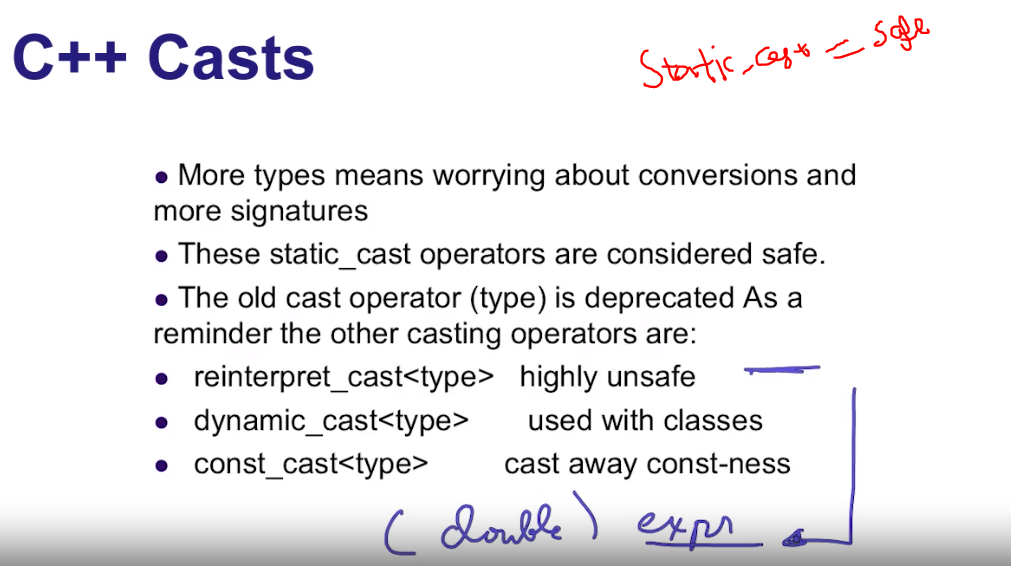 C++ Casts
Static_cast = safe
• More types means worrying about conversions and
more signatures
• These static_cast operators are considered safe.
• The old cast operator (type) is deprecated As a
reminder the other casting operators are:
• reinterpret_cast<type> highly unsafe
• dynamic_cast<type> used with classes
• const_cast<type> cast away const-ness
(double) expr